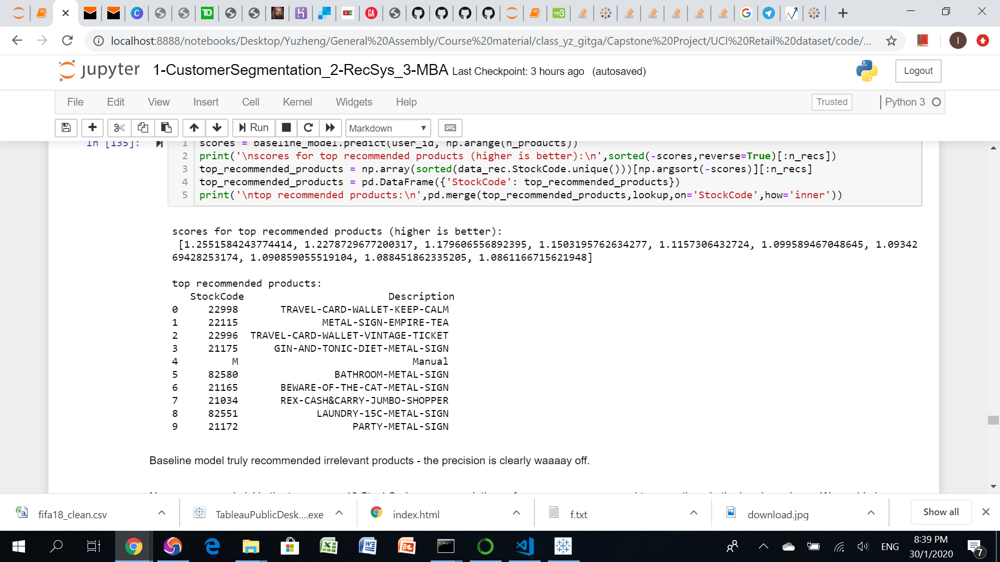 localhost:8888/notebooks/Desktop/Yuzheng/General%20Assembly/Course%20material/class_yz_gitga/Capstone%20Project/UCI%20Retail%20dataset/code/...
jupyter 1-CustomerSegmentation_2-RecSys_3-MBA Last Checkpoint: 3 hours ago (autosaved)
Logout
File Edit View Insert Cell Kernel Widgets Help Trusted Python 3
Run Markdown
In [135]: 1 scores = baseline_model.predict(user_id, np.arange(n_products))
2 print('\nscores for top recommended products (higher is better):\n',sorted(-scores,reverse=True)[:n_recs])
3 top_recommended_products = np.array(sorted(data_rec.StockCode.unique()))[np.argsort(-scores)][:n_recs]
4 top_recommended_products = pd.DataFrame({'StockCode': top_recommended_products})
5 print('\ntop recommended products:\n',pd.merge(top_recommended_products,lookup,on='StockCode',how='inner'))
scores for top recommended products (higher is better):
[1.2551584243774414, 1.2278729677200317, 1.179606556892395, 1.1503195762634277, 1.1157306432724, 1.099589467048645, 1.09342
69428253174, 1.090859055519104, 1.088451862335205, 1.0861166715621948]
top recommended products:
StockCode Description
0 22998 TRAVEL-CARD-WALLET-KEEP-CALM
1 22115 METAL-SIGN-EMPIRE-TEA
2 22996 TRAVEL-CARD-WALLET-VINTAGE-TICKET
3 21175 GIN-AND-TONIC-DIET-METAL-SIGN
4 M Manual
5 82580 BATHROOM-METAL-SIGN
6 21165 BEWARE-OF-THE-CAT-METAL-SIGN
7 21034 REX-CASH&CARRY-JUMBO-SHOPPER
8 82551 LAUNDRY-15C-METAL-SIGN
9 21172 PARTY-METAL-SIGN
Baseline model truly recommended irrelevant products - the precision is clearly waaaay off.
fifa18_clean.csv TableauPublicDesk....exe index.html f.txt download.jpg Show all
ENG
8:39 PM
30/1/2020
7